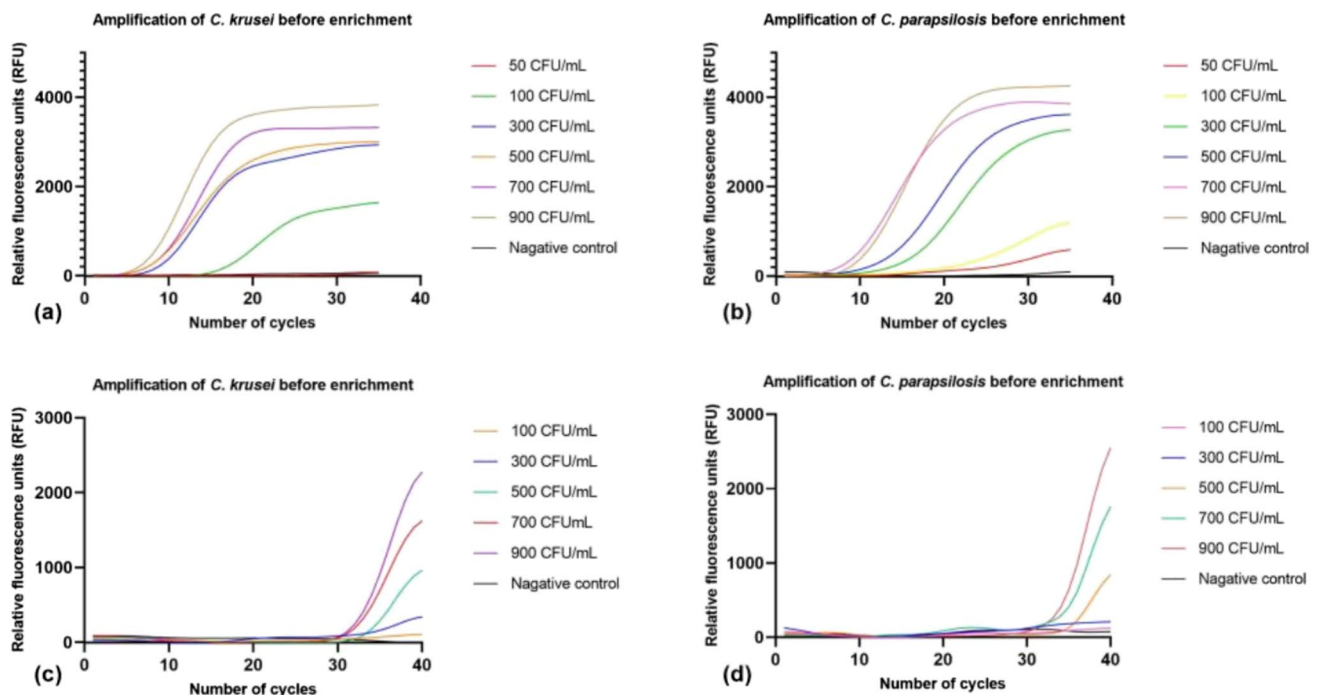 Amplification of C. krusei before enrichment
Relative fluorescence units (RFU)
4000
2000
0
0 10 20 30 40
Number of cycles
50 CFU/mL
100 CFU/mL
300 CFU/mL
500 CFU/mL
700 CFU/mL
900 CFU/mL
Nagative control
(a)
Amplification of C. parapsilosis before enrichment
Relative fluorescence units (RFU)
4000
2000
0
0 10 20 30 40
Number of cycles
50 CFU/mL
100 CFU/mL
300 CFU/mL
500 CFU/mL
700 CFU/mL
900 CFU/mL
Nagative control
(b)
Amplification of C. krusei before enrichment
Relative fluorescence units (RFU)
3000
2000
1000
0
0 10 20 30 40
Number of cycles
100 CFU/mL
300 CFU/mL
500 CFU/mL
700 CFUmL
900 CFU/mL
Nagative control
(c)
Amplification of C. parapsilosis before enrichment
Relative fluorescence units (RFU)
3000
2000
1000
0
0 10 20 30 40
Number of cycles
100 CFU/mL
300 CFU/mL
500 CFU/mL
700 CFU/mL
900 CFU/mL
Nagative control
(d)